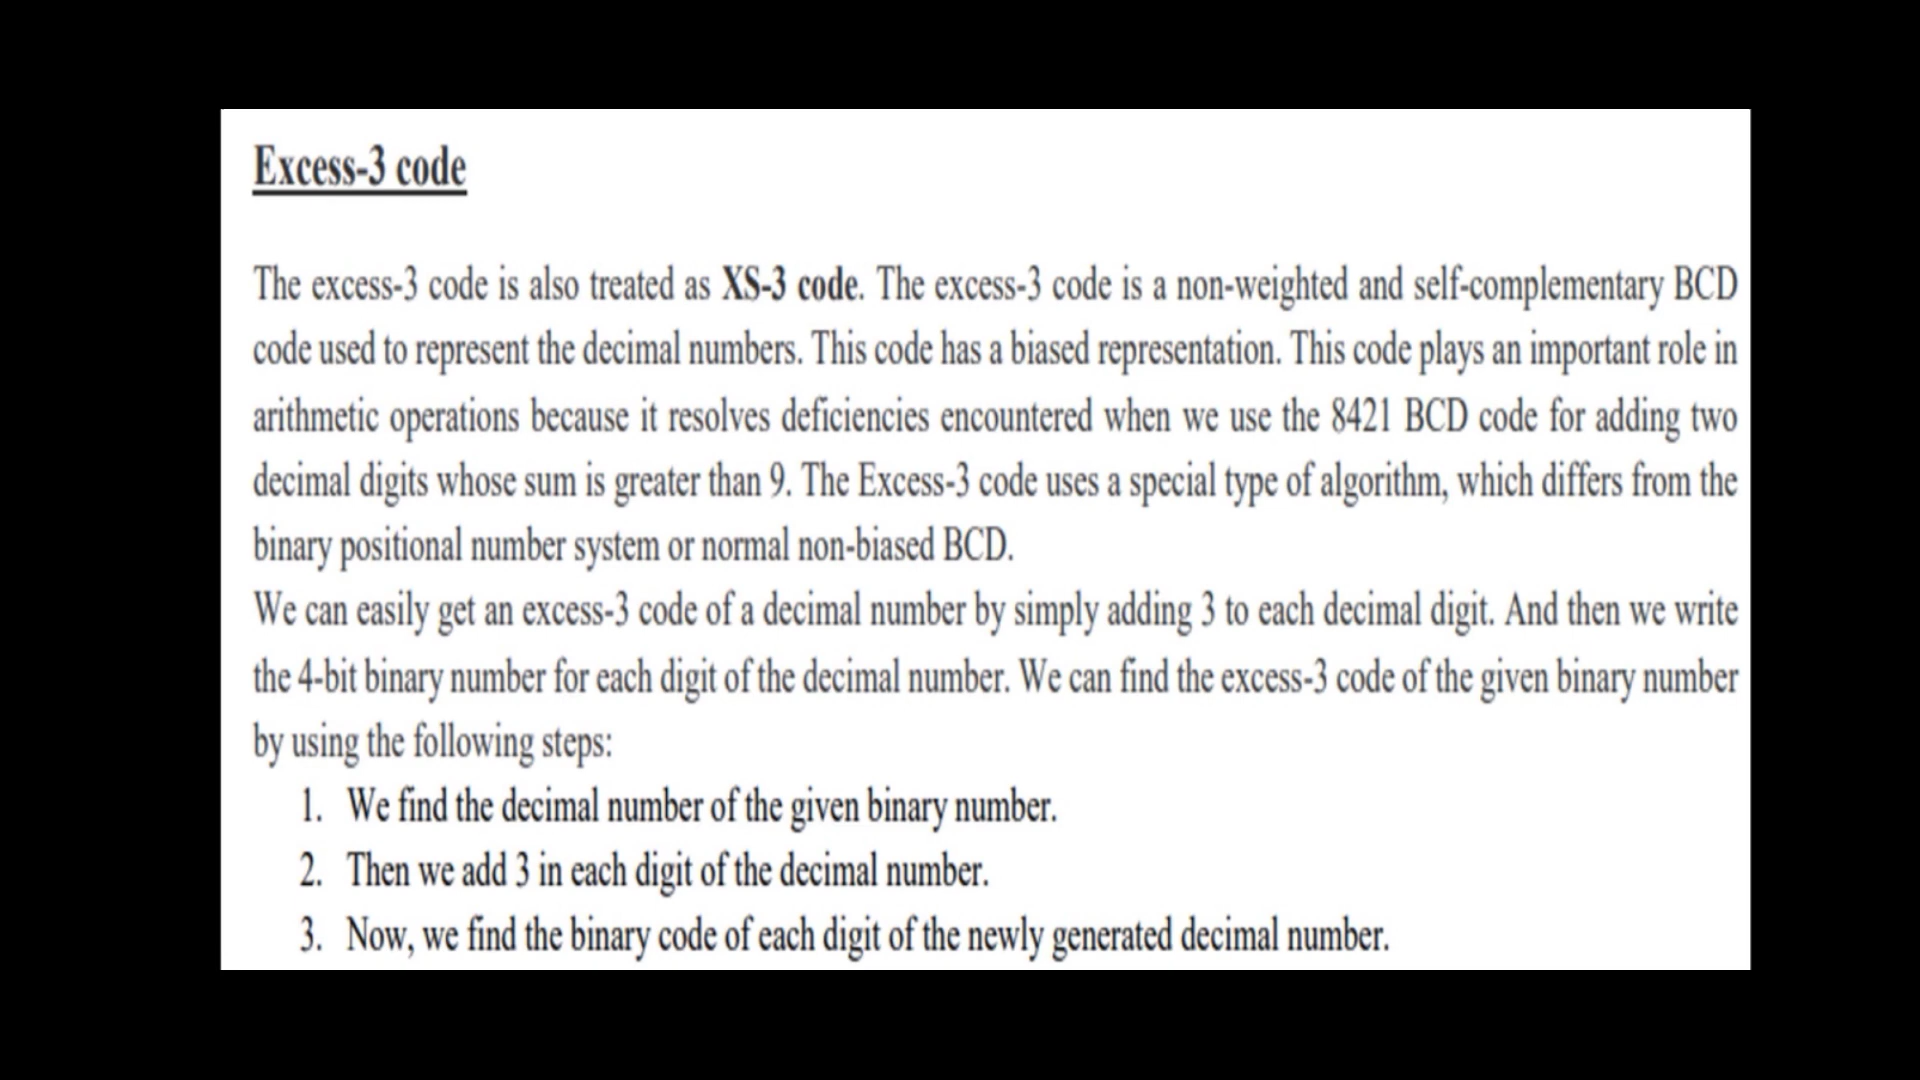 Excess-3 code
The excess-3 code is also treated as XS-3 code. The excess-3 code is a non-weighted and self-complementary BCD
code used to represent the decimal numbers. This code has a biased representation. This code plays an important role in
arithmetic operations because it resolves deficiencies encountered when we use the 8421 BCD code for adding two
decimal digits whose sum is greater than 9. The Excess-3 code uses a special type of algorithm, which differs from the
binary positional number system or normal non-biased BCD.
We can easily get an excess-3 code of a decimal number by simply adding 3 to each decimal digit. And then we write
the 4-bit binary number for each digit of the decimal number. We can find the excess-3 code of the given binary number
by using the following steps:
1. We find the decimal number of the given binary number.
2. Then we add 3 in each digit of the decimal number.
3. Now, we find the binary code of each digit of the newly generated decimal number.